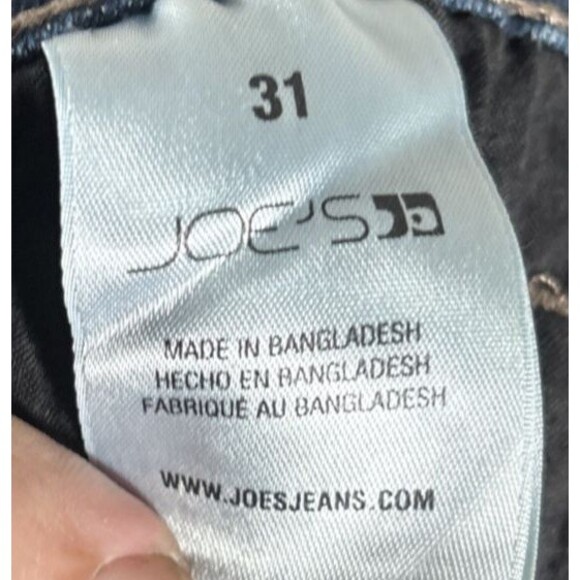 31
JOE'S
MADE IN BANGLADESH
HECHO EN BANGLADESH
FABRIQUÉ AU BANGLADESH
WWW.JOESJEANS.COM